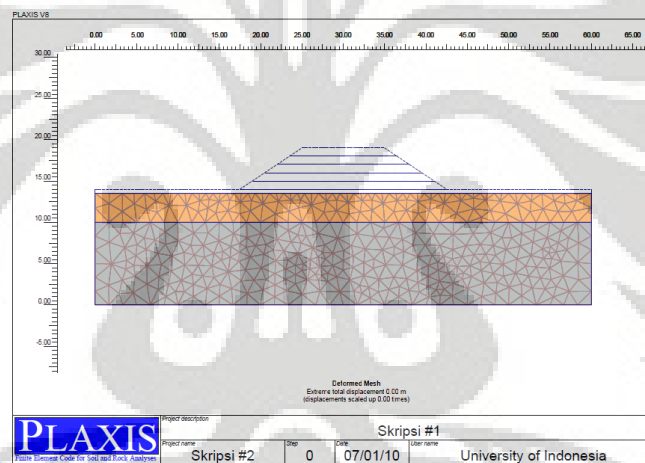 PLAXIS V8
0.00 5.00 10.00 15.00 20.00 25.00 30.00 35.00 40.00 45.00 50.00 55.00 60.00 65.00
30.00
25.00
20.00
15.00
10.00
5.00
0.00
-5.00
Deformed Mesh
Extreme total displacement 0.00 m
(displacements scaled up 0.00 times)
PLAXIS
Finite Element Code for Soil and Rock Analyses
Project description
Skripsi #1
Project name
Skripsi #2
Step
0
Date
07/01/10
User name
University of Indonesia